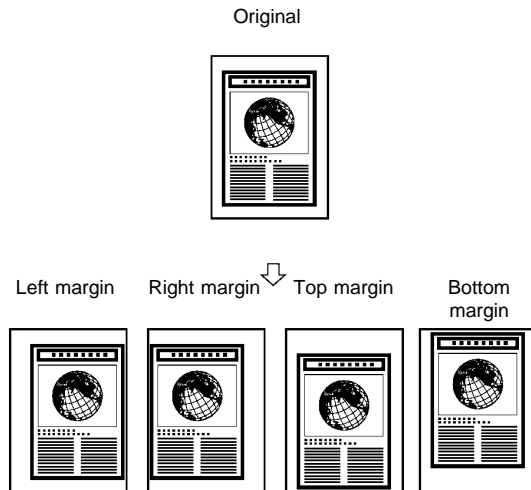 Original
Left margin
Right margin
Top margin
Bottom
margin